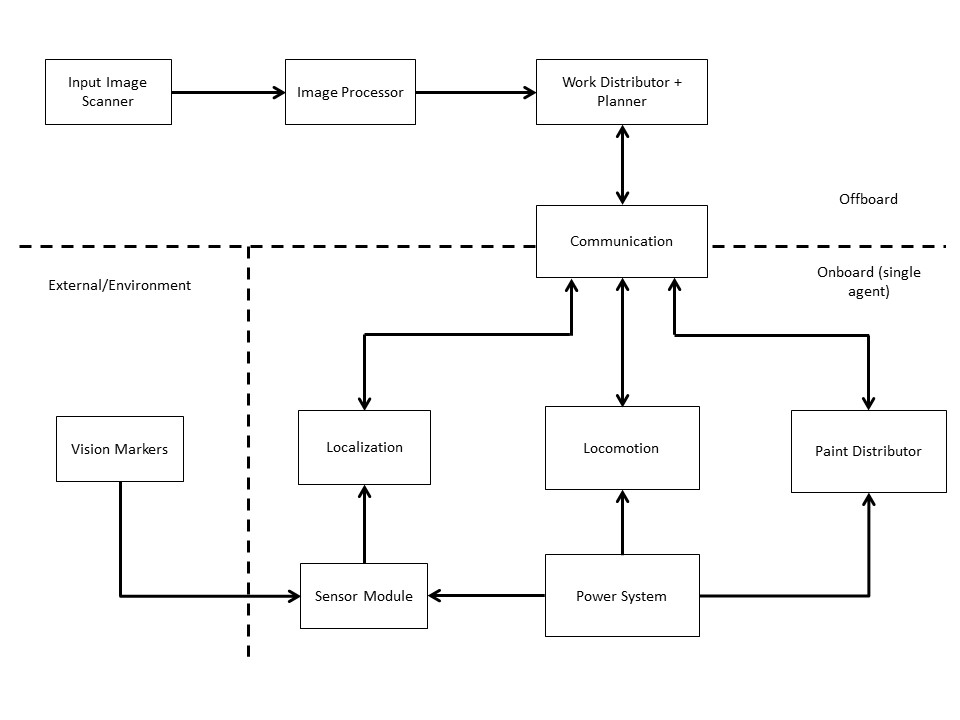 Input Image
Scanner
Image Processor
Work Distributor +
Planner
Offboard
Communication
External/Environment
Onboard (single
agent)
Vision Markers
Localization
Locomotion
Paint Distributor
Sensor Module
Power System